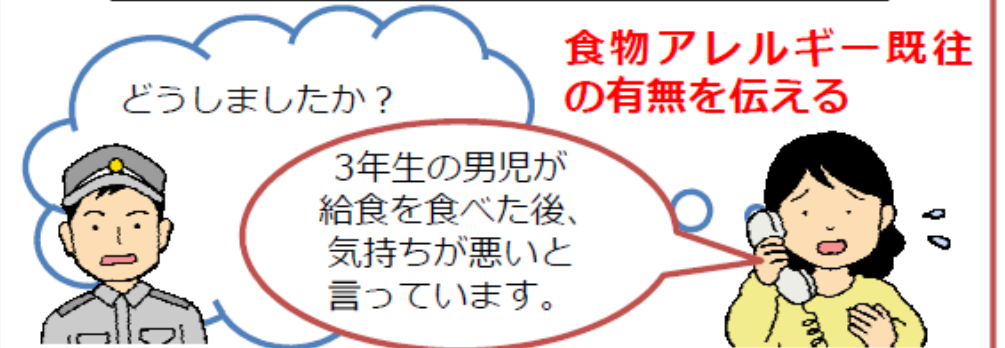 食物アレルギー既往
の有無を伝える
どうしましたか？
3年生の男児が
給食を食べた後、
気持ちが悪いと
言っています。